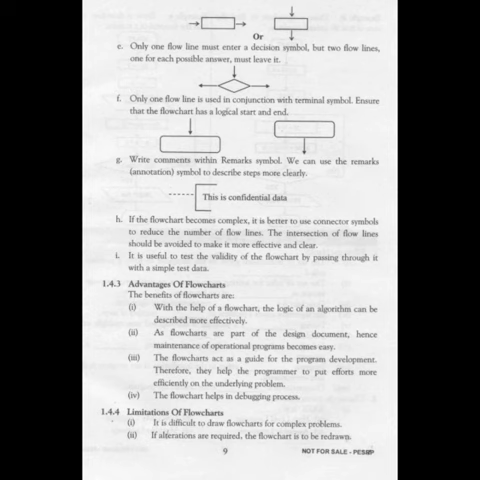 Or
e. Only one flow line must enter a decision symbol, but two flow lines,
one for each possible answer, must leave it.
f. Only one flow line is used in conjunction with terminal symbol. Ensure
that the flowchart has a logical start and end.
g. Write comments within Remarks symbol. We can use the remarks
(annotation) symbol to describe steps more clearly.
This is confidential data
h. If the flowchart becomes complex, it is better to use connector symbols
to reduce the number of flow lines. The intersection of flow lines
should be avoided to make it more effective and clear.
i. It is useful to test the validity of the flowchart by passing through it
with a simple test data.
1.4.3 Advantages Of Flowcharts
The benefits of flowcharts are:
(i) With the help of a flowchart, the logic of an algorithm can be
described more effectively.
(ii) As flowcharts are part of the design document, hence
maintenance of operational programs becomes easy.
(iii) The flowcharts act as a guide for the program development.
Therefore, they help the programmer to put efforts more
efficiently on the underlying problem.
(iv) The flowchart helps in debugging process.
1.4.4 Limitations Of Flowcharts
(i) It is difficult to draw flowcharts for complex problems.
(ii) If alterations are required, the flowchart is to be redrawn.
9 NOT FOR SALE -